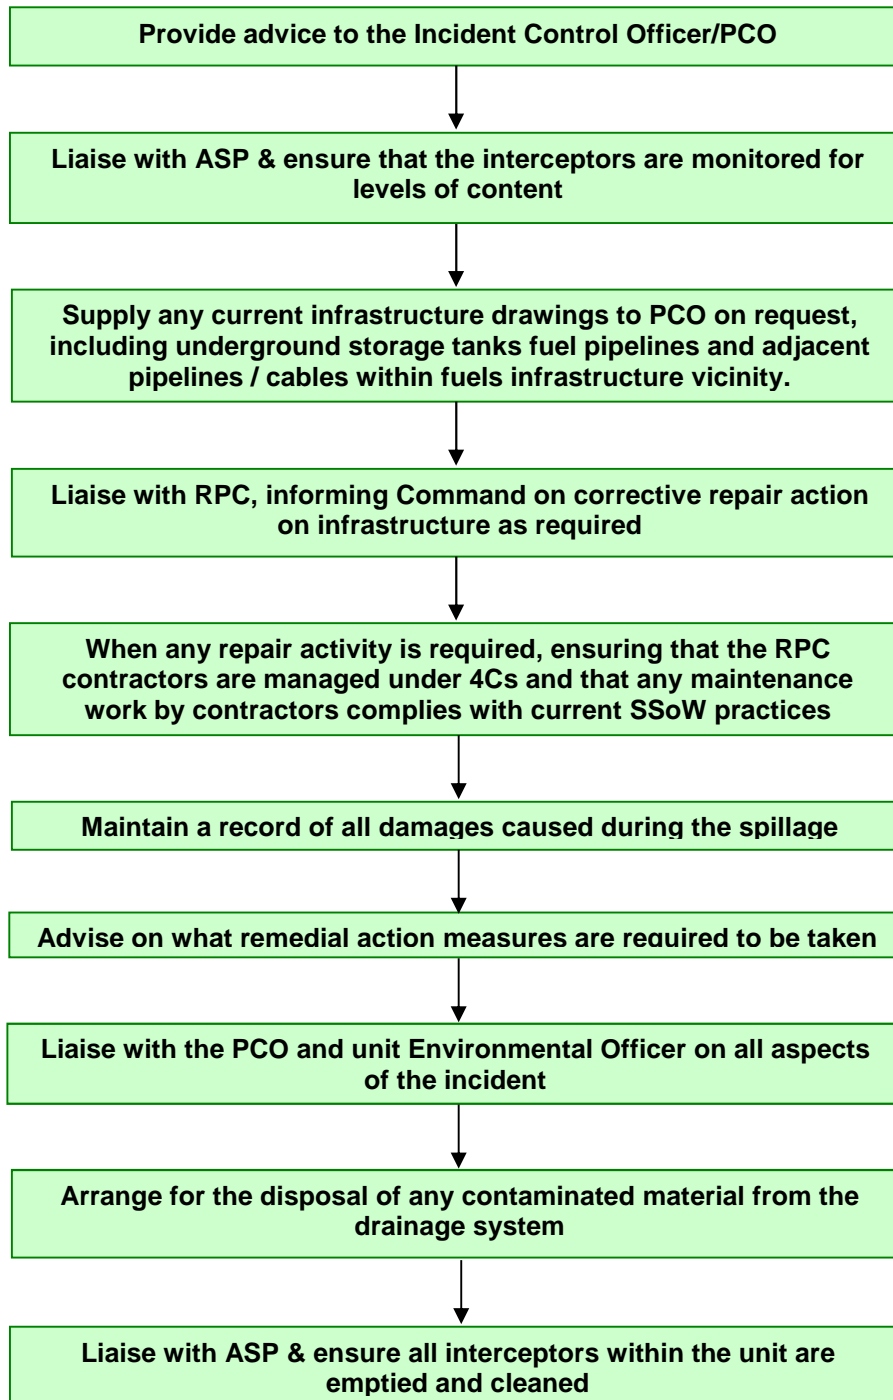 Provide advice to the Incident Control Officer/PCO
Liaise with ASP & ensure that the interceptors are monitored for
levels of content
Supply any current infrastructure drawings to PCO on request,
including underground storage tanks fuel pipelines and adjacent
pipelines / cables within fuels infrastructure vicinity.
Liaise with RPC, informing Command on corrective repair action
on infrastructure as required
When any repair activity is required, ensuring that the RPC
contractors are managed under 4Cs and that any maintenance
work by contractors complies with current SSoW practices
Maintain a record of all damages caused during the spillage
Advise on what remedial action measures are required to be taken
Liaise with the PCO and unit Environmental Officer on all aspects
of the incident
Arrange for the disposal of any contaminated material from the
drainage system
Liaise with ASP & ensure all interceptors within the unit are
emptied and cleaned